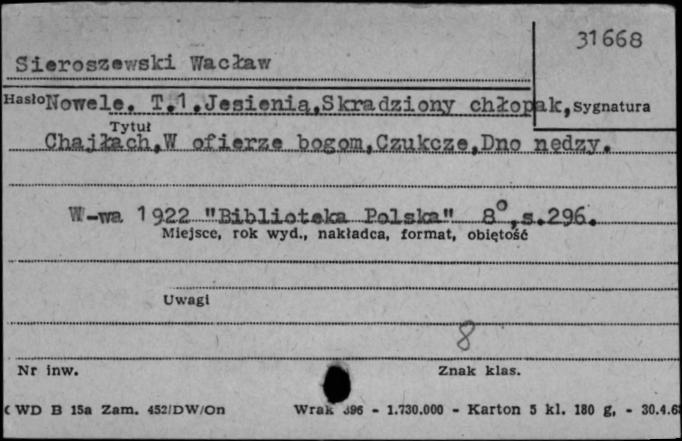 31668
Sieroszewski Wacław
Hasło Nowele. T.1.Jesienią,Skradziony chłopak, Sygnatura
Tytuł
Chajłach,W ofierze bogom,Czukcze,Dno nędzy.
W-wa 1922 "Biblioteka Polska" 8°,s.296.
Miejsce, rok wyd., nakładca, format, obiętość
Uwagi
8
Nr inw. Znak klas.
WD B 15a Zam. 452/DW/On Wrak 396 - 1.730.000 - Karton 5 kl. 180 g, - 30.4.6